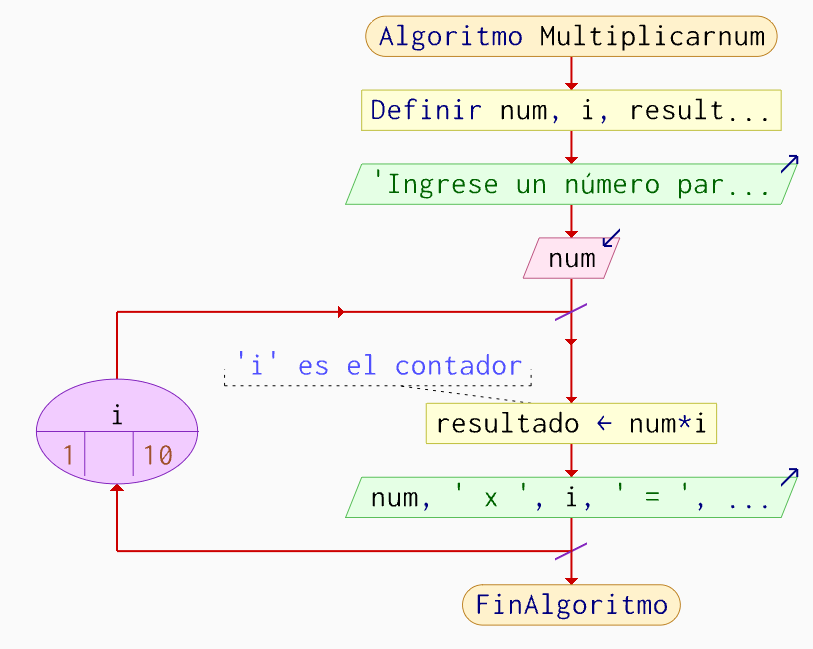 Algoritmo Multiplicarnum
Definir num, i, result...
'Ingrese un número par...
num
'i' es el contador
i
1 10
resultado ← num*i
num, ' x ', i, ' = ', ...
FinAlgoritmo